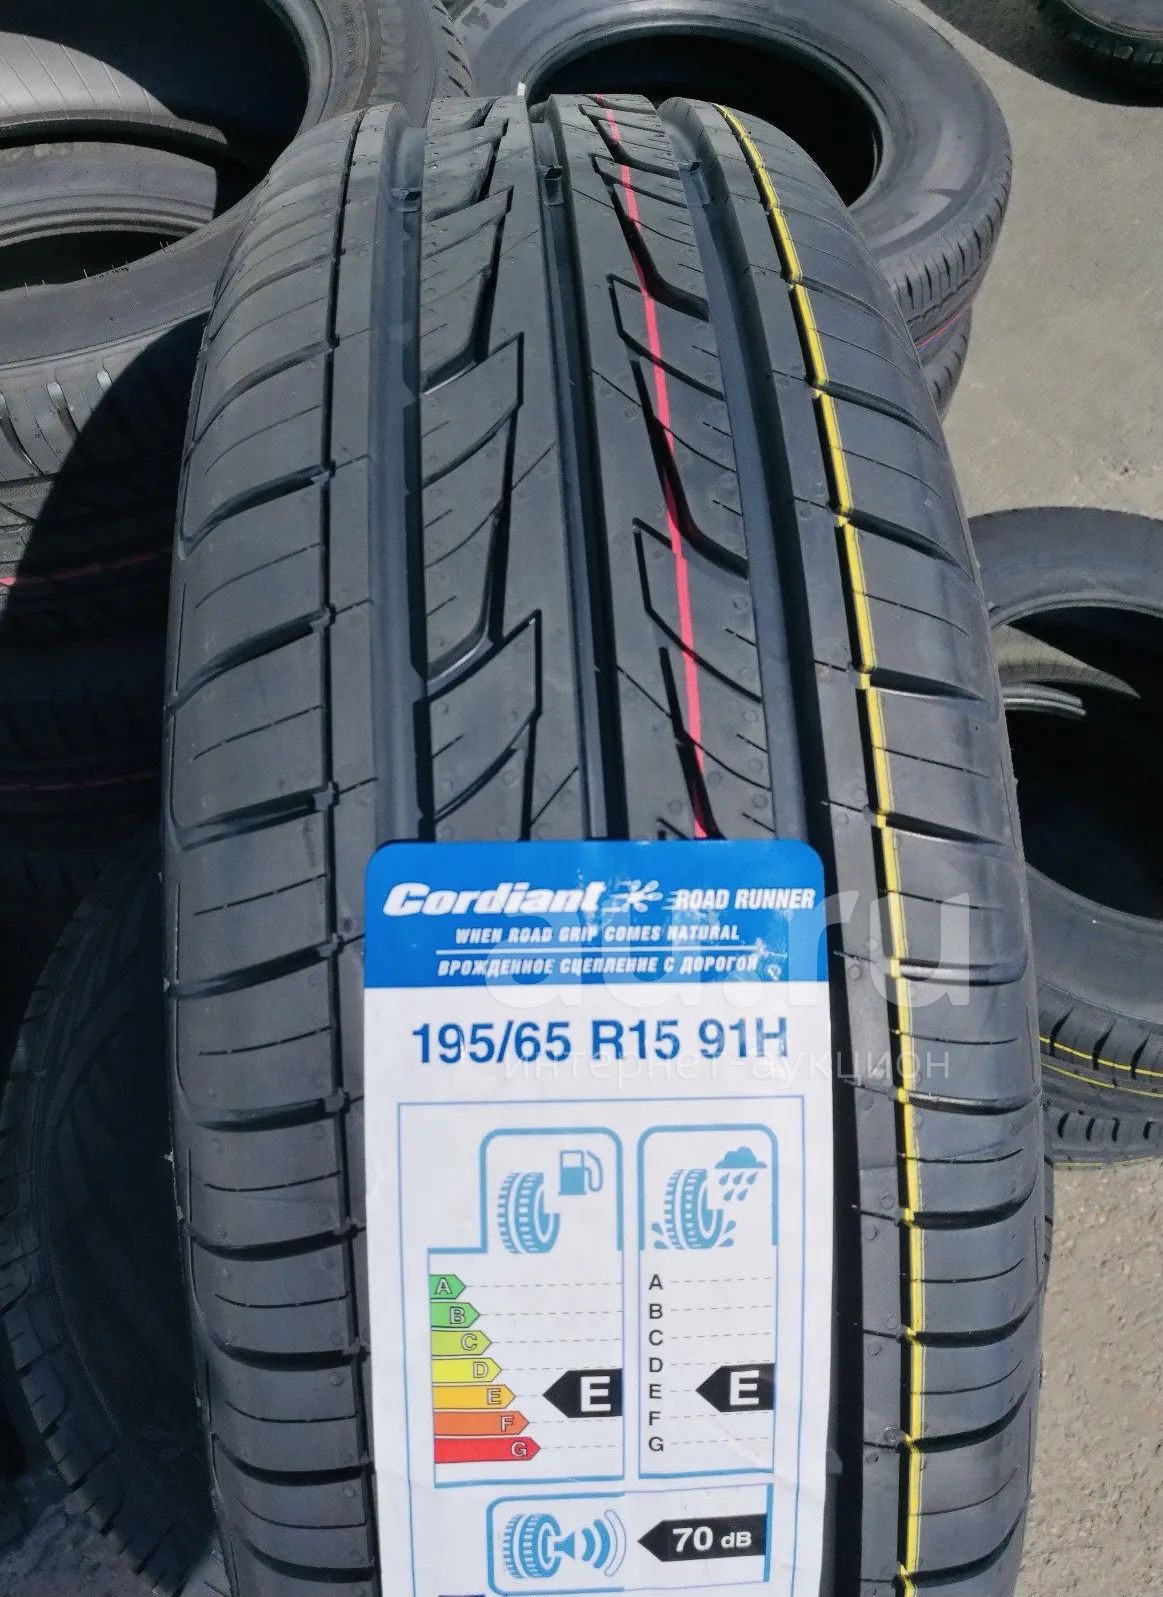 Cordiant ROAD RUNNER
WHEN ROAD GRIP COMES NATURAL
ВРОЖДЕННОЕ СЦЕПЛЕНИЕ С ДОРОГОЙ
au.ru
195/65 R15 91H
интернет-аукцион
A
B
C
D
E
F
G
E
A
B
C
D
E
F
G
E
70 dB